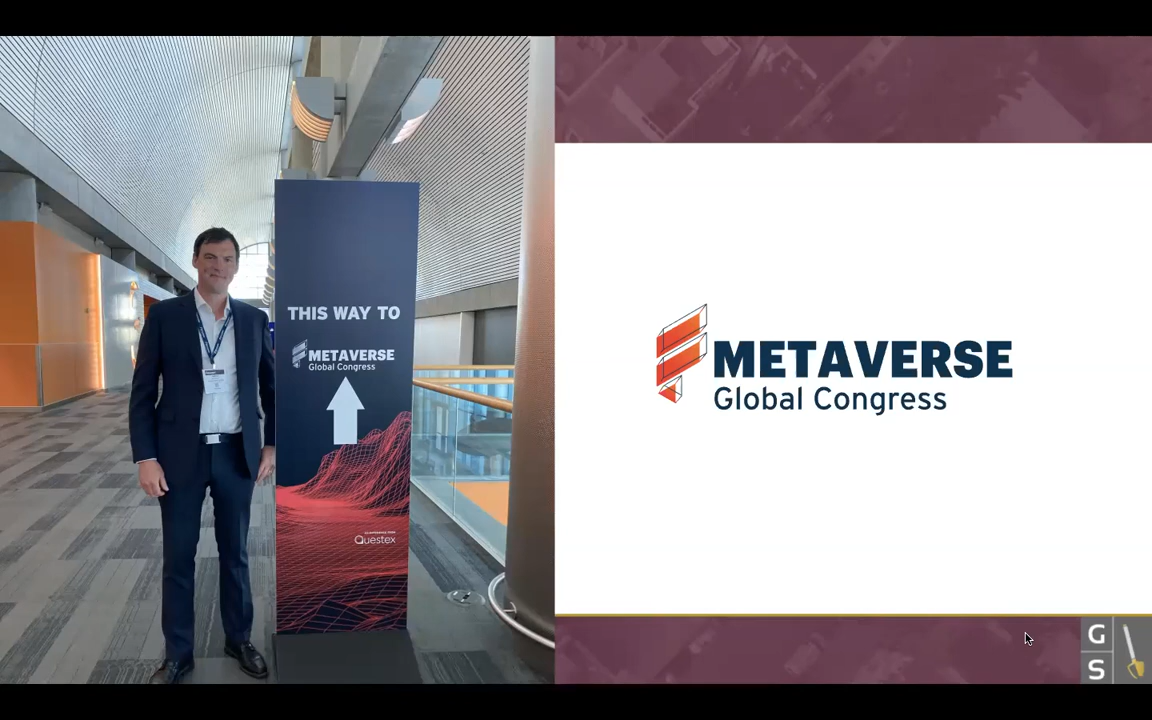 THIS WAY TO
METAVERSE
Global Congress
Questex
METAVERSE
Global Congress
G
S